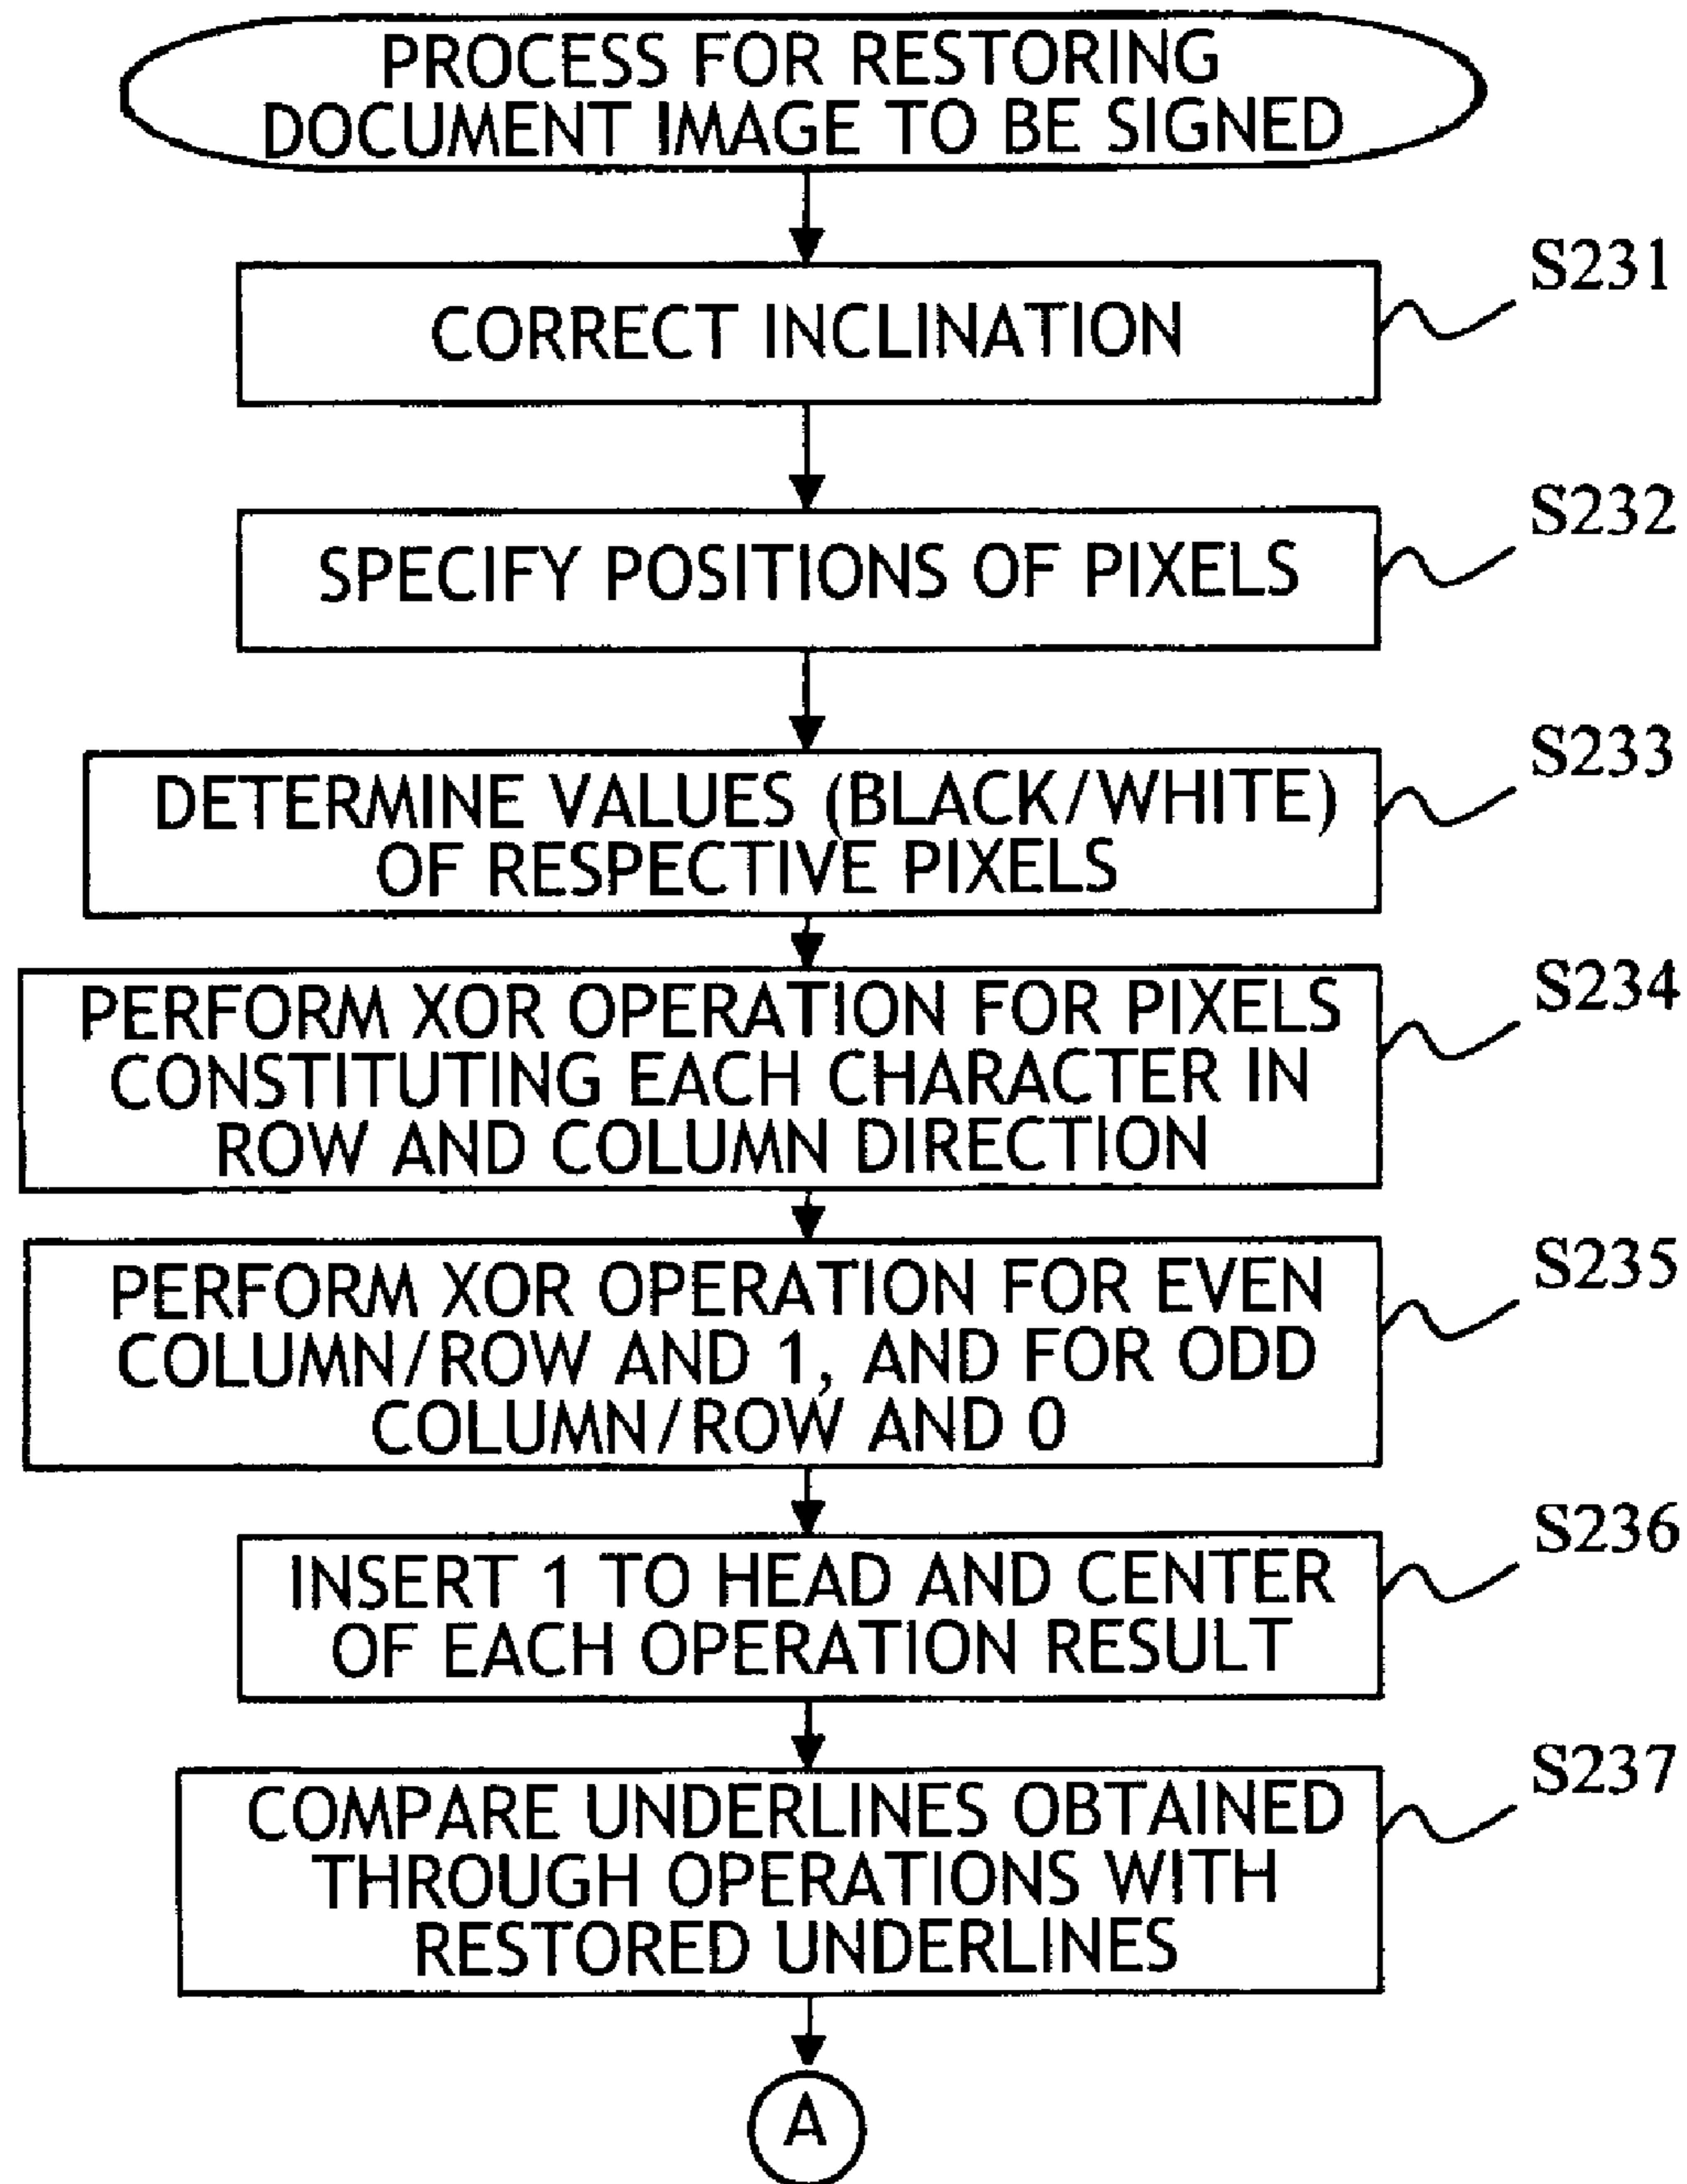 PROCESS FOR RESTORING
DOCUMENT IMAGE TO BE SIGNED
S231
CORRECT INCLINATION
S232
SPECIFY POSITIONS OF PIXELS
S233
DETERMINE VALUES (BLACK/WHITE)
OF RESPECTIVE PIXELS
S234
PERFORM XOR OPERATION FOR PIXELS
CONSTITUTING EACH CHARACTER IN
ROW AND COLUMN DIRECTION
S235
PERFORM XOR OPERATION FOR EVEN
COLUMN/ROW AND 1, AND FOR ODD
COLUMN/ROW AND 0
S236
INSERT 1 TO HEAD AND CENTER
OF EACH OPERATION RESULT
S237
COMPARE UNDERLINES OBTAINED
THROUGH OPERATIONS WITH
RESTORED UNDERLINES
A